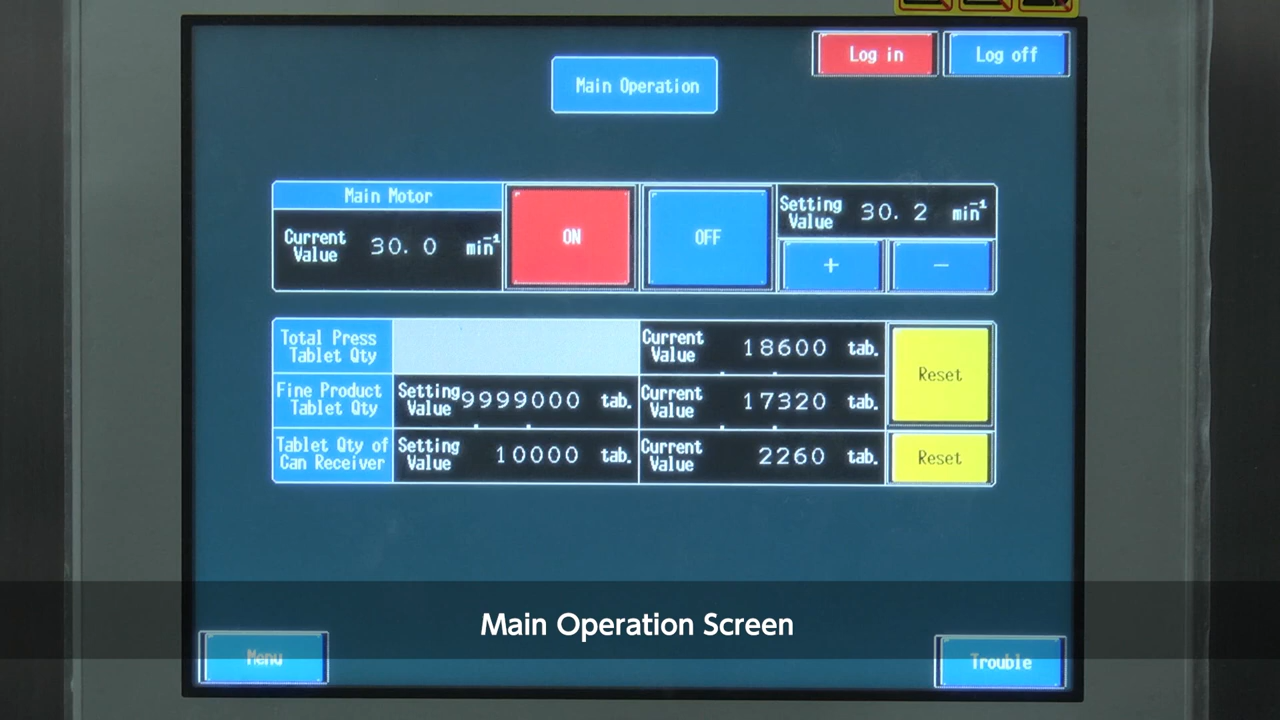 Log in
Log off
Main Operation
Main Motor
Current Value 30.0 min⁻¹
ON
OFF
Setting Value 30.2 min⁻¹
+
−
Total Press Tablet Qty
Current Value 18600 tab.
Reset
Fine Product Tablet Qty
Setting Value 9999000 tab.
Current Value 17320 tab.
Tablet Qty of Can Receiver
Setting Value 10000 tab.
Current Value 2260 tab.
Reset
Main Operation Screen
Menu
Trouble